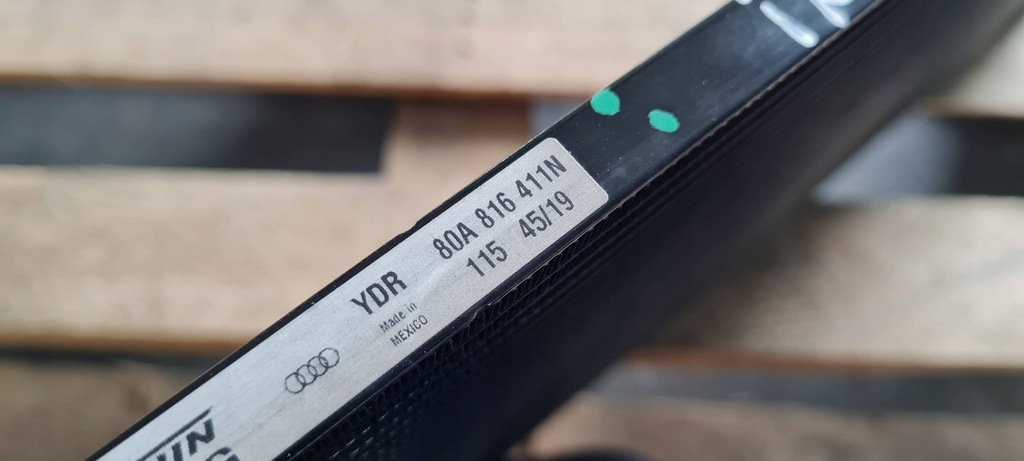 80A 816 411N
YDR 115 45/19
Made in
MEXICO